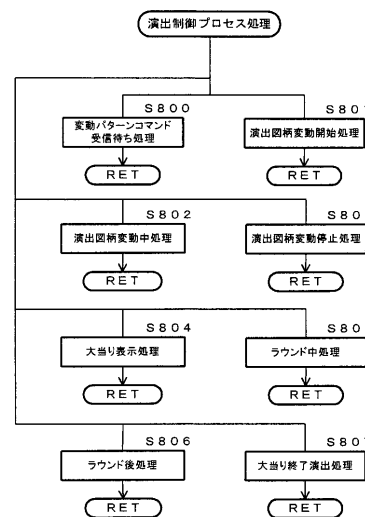 演出制御プロセス処理
S800
S80
変動パターンコマンド
受信待ち処理
演出図柄変動開始処理
RET
RET
S802
S80
演出図柄変動中処理
演出図柄変動停止処理
RET
RET
S804
S80
大当り表示処理
ラウンド中処理
RET
RET
S806
S80
ラウンド後処理
大当り終了演出処理
RET
RET